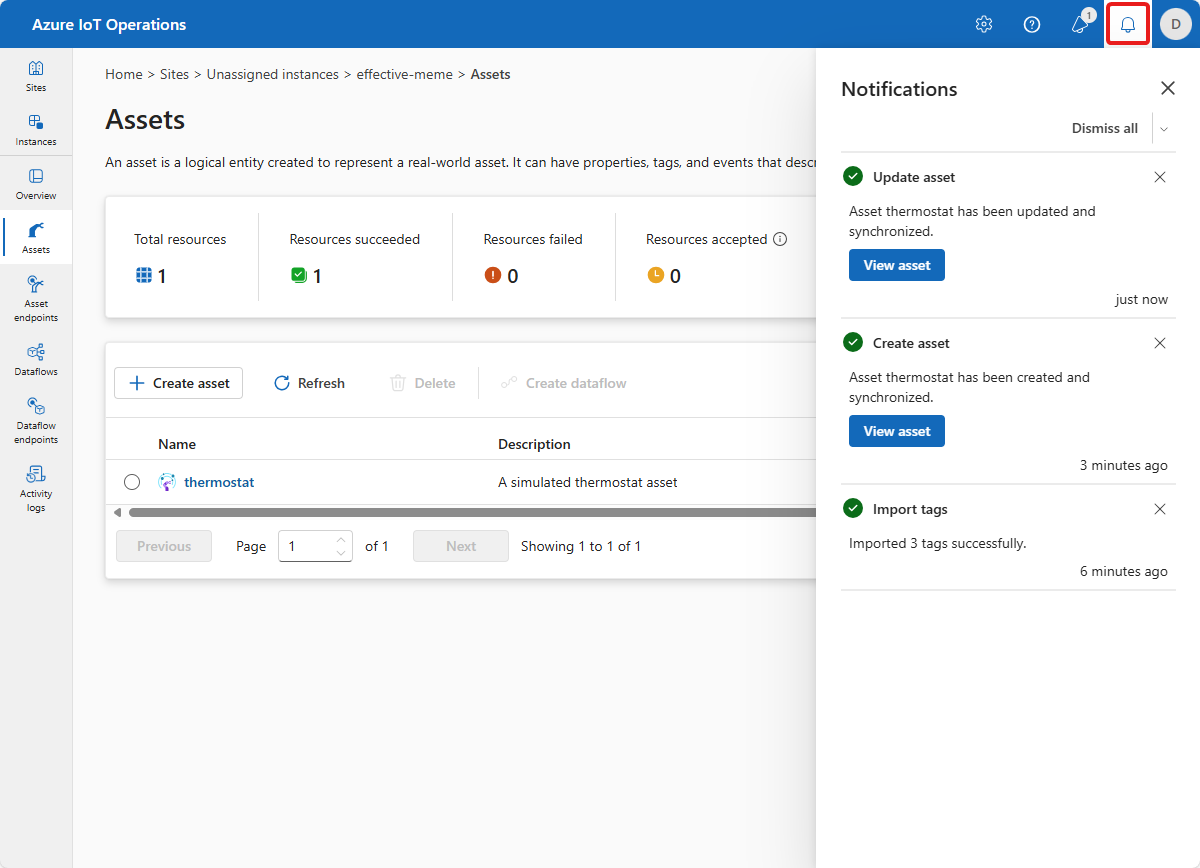 Azure IoT Operations
1
D
Sites
Instances
Overview
Assets
Asset
endpoints
Dataflows
Dataflow
endpoints
Activity
logs
Home > Sites > Unassigned instances > effective-meme > Assets
Assets
An asset is a logical entity created to represent a real-world asset. It can have properties, tags, and events that descr
Total resources
1
Resources succeeded
1
Resources failed
0
Resources accepted
0
Create asset
Refresh
Delete
Create dataflow
Name
Description
thermostat
A simulated thermostat asset
Previous
Page
1
of 1
Next
Showing 1 to 1 of 1
Notifications
Dismiss all
Update asset
Asset thermostat has been updated and
synchronized.
View asset
just now
Create asset
Asset thermostat has been created and
synchronized.
View asset
3 minutes ago
Import tags
Imported 3 tags successfully.
6 minutes ago